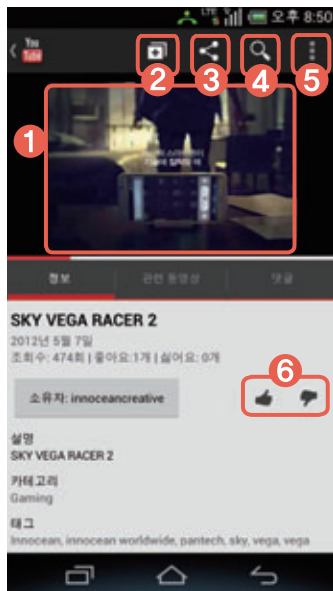 LTE 오후 8:50
You
Tube
2 3 4 5
1
정보 관련 동영상 댓글
SKY VEGA RACER 2
2012년 5월 7일
조회수: 474회 | 좋아요:1개 | 싫어요: 0개
6
소유자: innoceancreative
설명
SKY VEGA RACER 2
카테고리
Gaming
태그
Innocean, innocean worldwide, pantech, sky, vega, vega